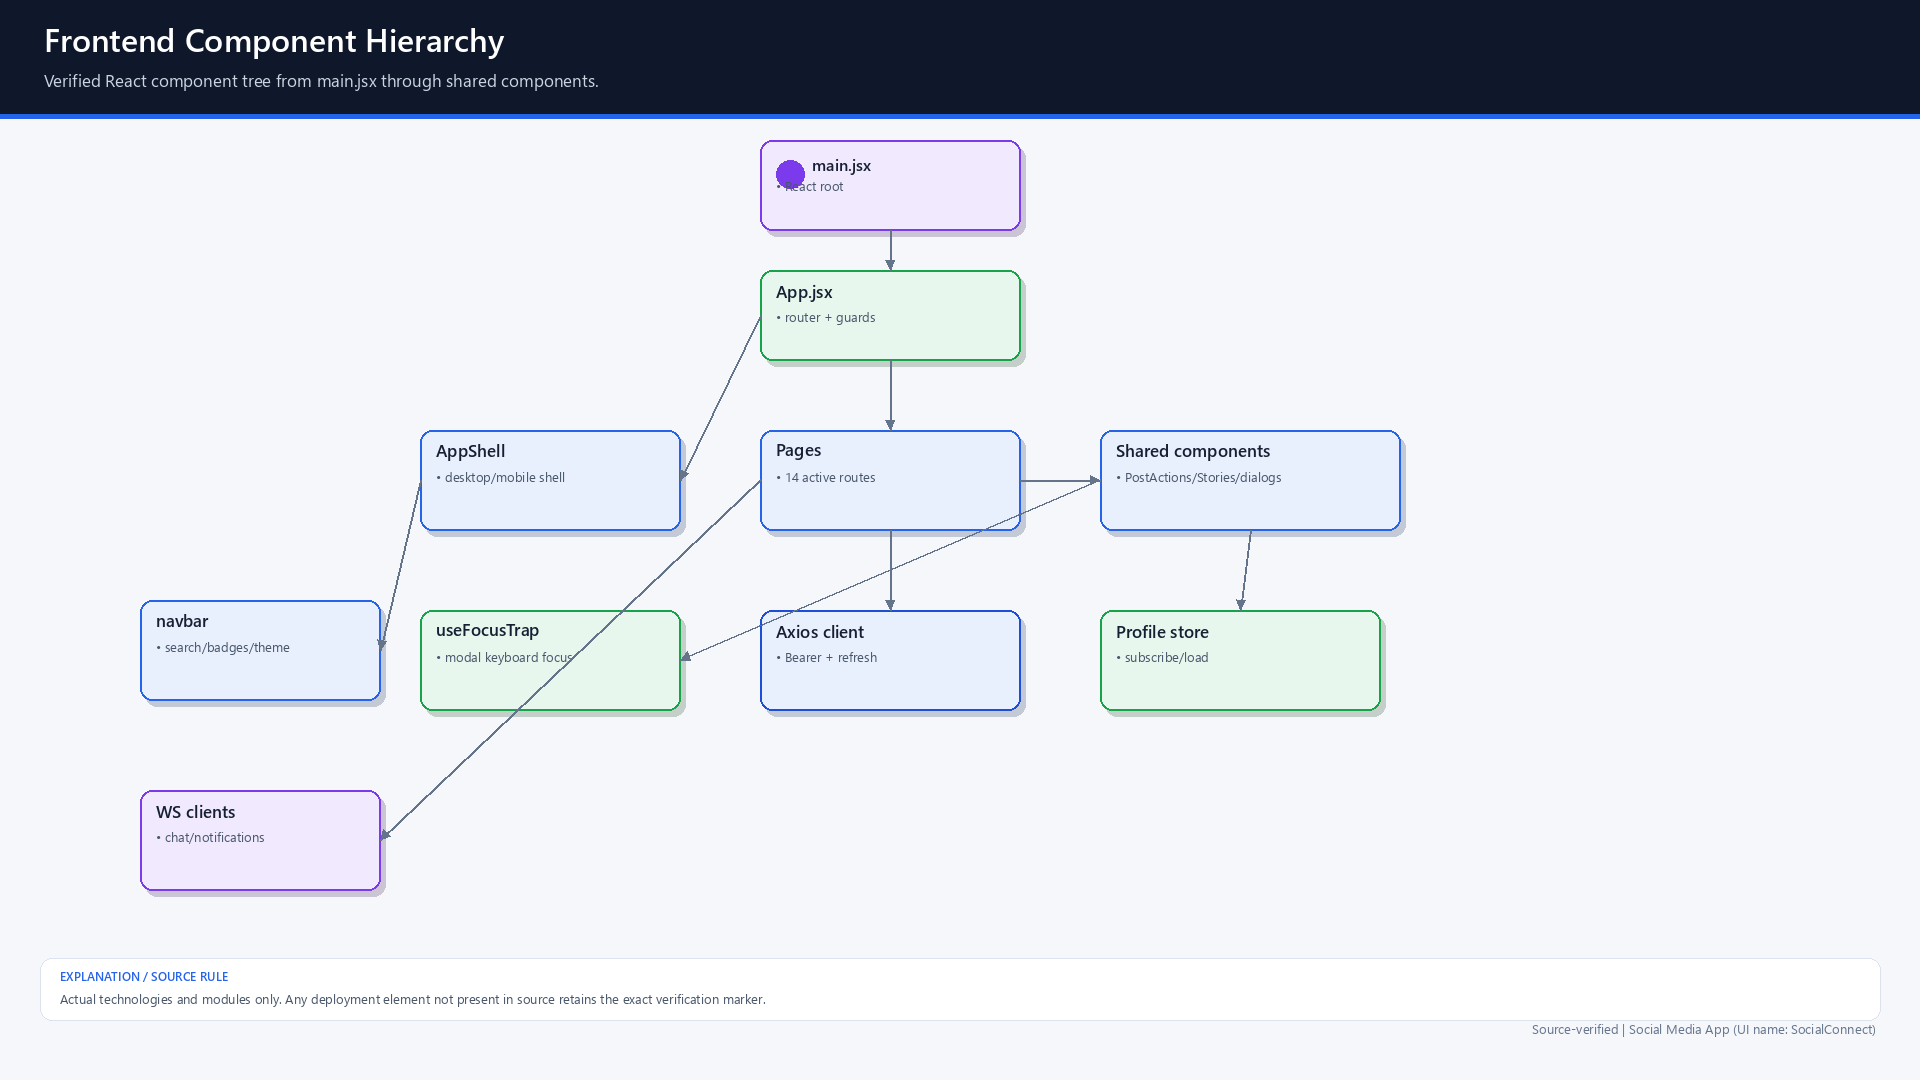 Frontend Component Hierarchy
Verified React component tree from main.jsx through shared components.
main.jsx
• React root
App.jsx
• router + guards
AppShell
• desktop/mobile shell
Pages
• 14 active routes
Shared components
• PostActions/Stories/dialogs
navbar
• search/badges/theme
useFocusTrap
• modal keyboard focus
Axios client
• Bearer + refresh
Profile store
• subscribe/load
WS clients
• chat/notifications
EXPLANATION / SOURCE RULE
Actual technologies and modules only. Any deployment element not present in source retains the exact verification marker.
Source-verified | Social Media App (UI name: SocialConnect)